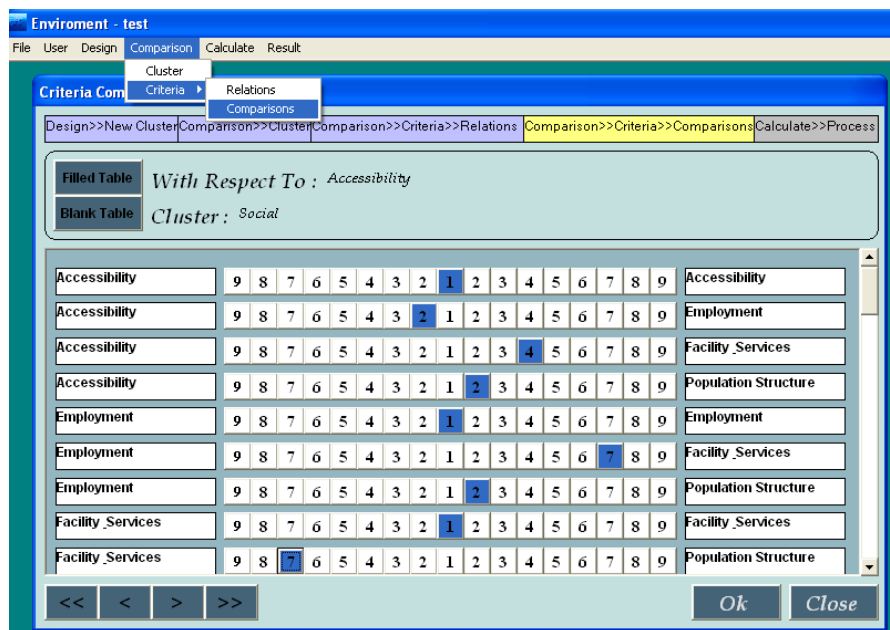 Enviroment - test
File User Design Comparison Calculate Result
Cluster
Criteria Relations
Comparisons
Criteria Com
Design>>New Cluster Comparison>>Cluster Comparison>>Criteria>>Relations Comparison>>Criteria>>Comparisons Calculate>>Process
Filled Table With Respect To : Accessibility
Blank Table Cluster : Social
Accessibility 9 8 7 6 5 4 3 2 1 2 3 4 5 6 7 8 9 Accessibility
Accessibility 9 8 7 6 5 4 3 2 1 2 3 4 5 6 7 8 9 Employment
Accessibility 9 8 7 6 5 4 3 2 1 2 3 4 5 6 7 8 9 Facility_Services
Accessibility 9 8 7 6 5 4 3 2 1 2 3 4 5 6 7 8 9 Population Structure
Employment 9 8 7 6 5 4 3 2 1 2 3 4 5 6 7 8 9 Employment
Employment 9 8 7 6 5 4 3 2 1 2 3 4 5 6 7 8 9 Facility_Services
Employment 9 8 7 6 5 4 3 2 1 2 3 4 5 6 7 8 9 Population Structure
Facility_Services 9 8 7 6 5 4 3 2 1 2 3 4 5 6 7 8 9 Facility_Services
Facility_Services 9 8 7 6 5 4 3 2 1 2 3 4 5 6 7 8 9 Population Structure
<< < > >> Ok Close